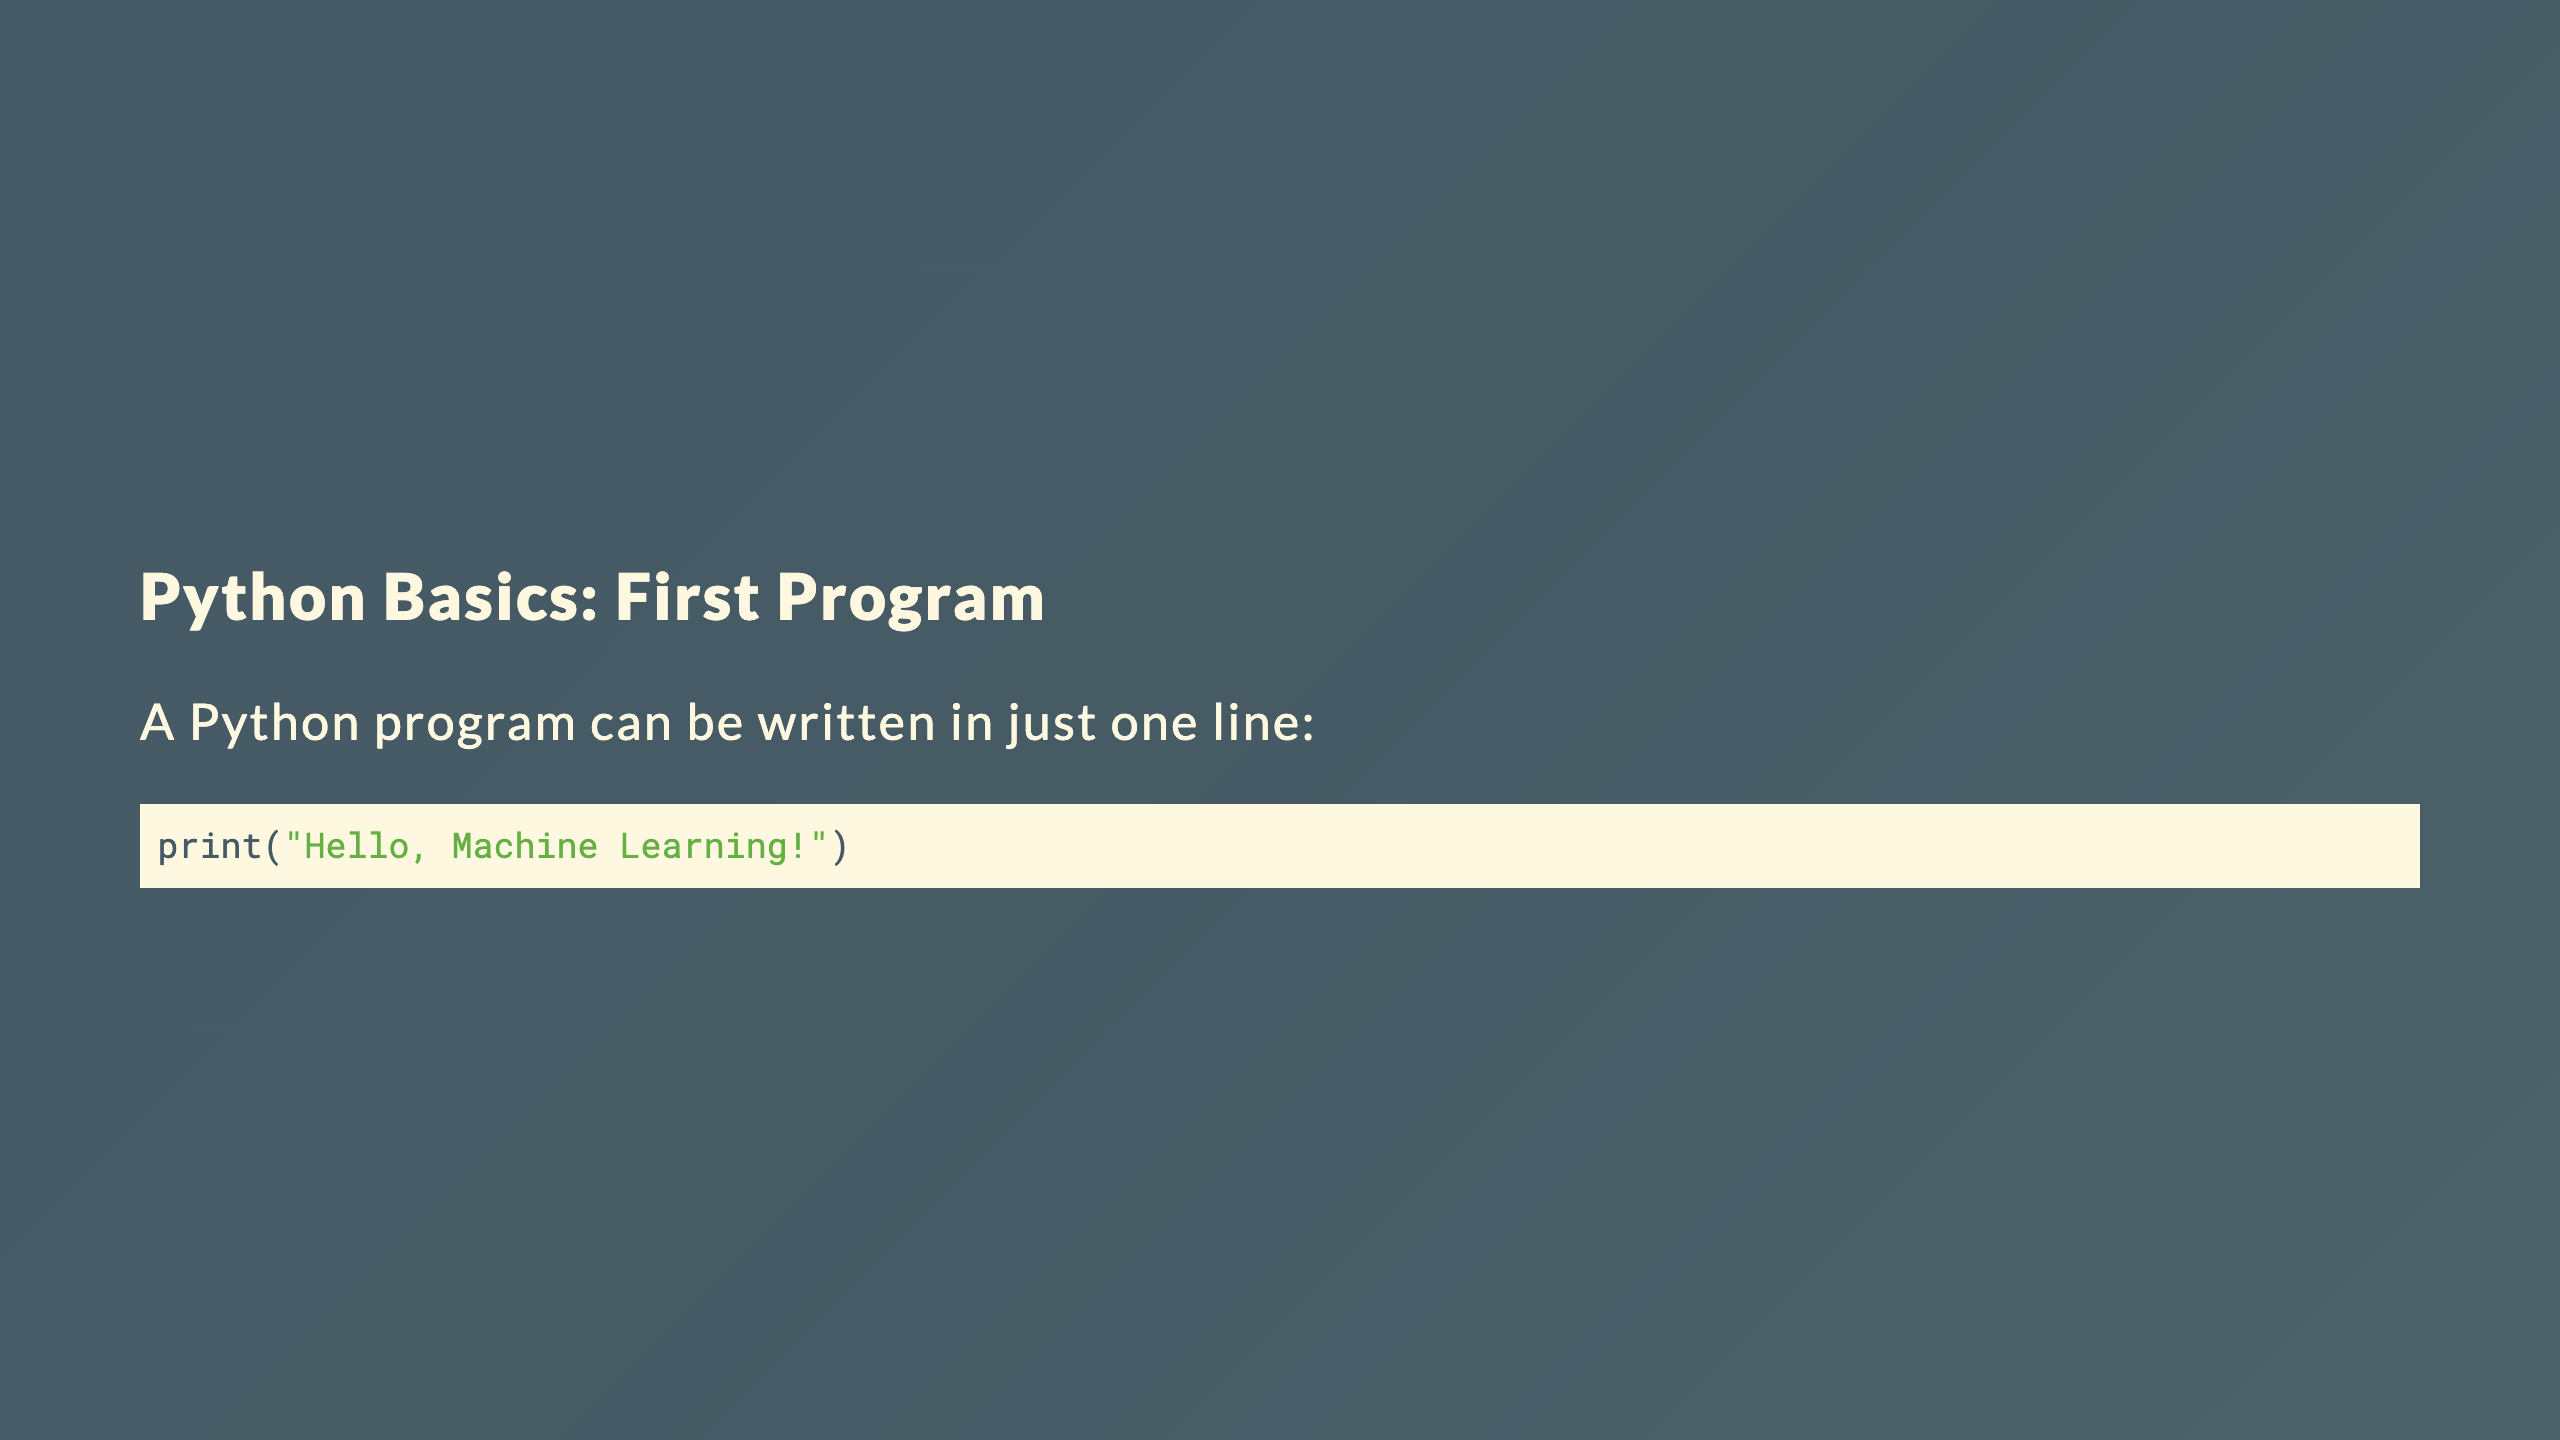 Python Basics: First Program
A Python program can be written in just one line:
print("Hello, Machine Learning!")